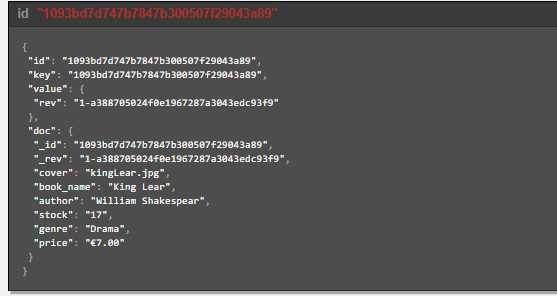 id "1093bd7d747b7847b300507f29043a89"
{
"id": "1093bd7d747b7847b300507f29043a89",
"key": "1093bd7d747b7847b300507f29043a89",
"value": {
"rev": "1-a388705024f0e1967287a3043edc93f9"
},
"doc": {
"_id": "1093bd7d747b7847b300507f29043a89",
"_rev": "1-a388705024f0e1967287a3043edc93f9",
"cover": "kingLear.jpg",
"book_name": "King Lear",
"author": "William Shakespear",
"stock": "17",
"genre": "Drama",
"price": "€7.00"
}
}